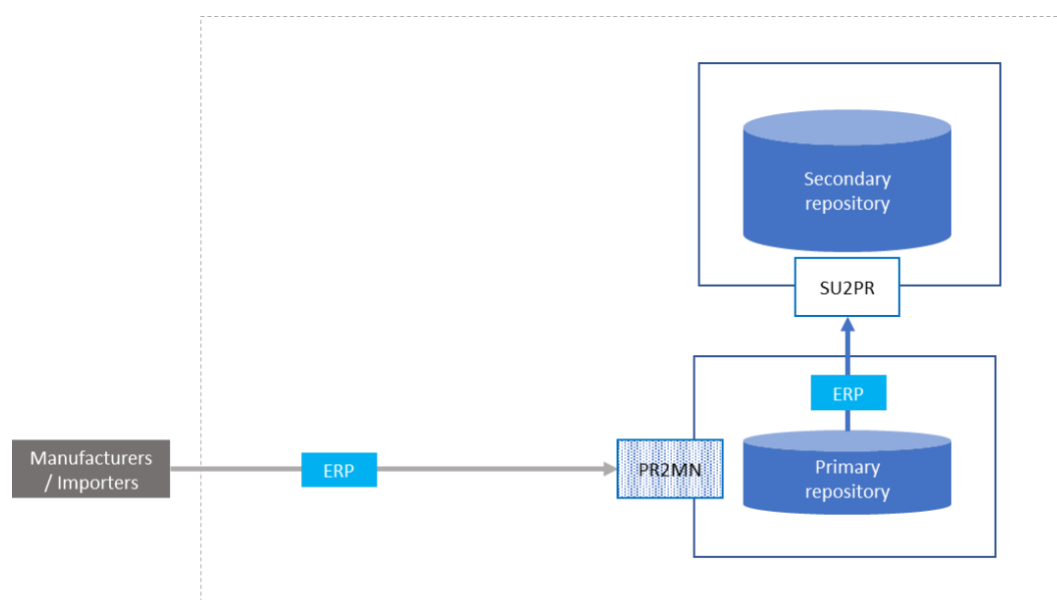 Secondary
repository
SU2PR
ERP
Manufacturers
/ Importers
ERP
PR2MN
Primary
repository